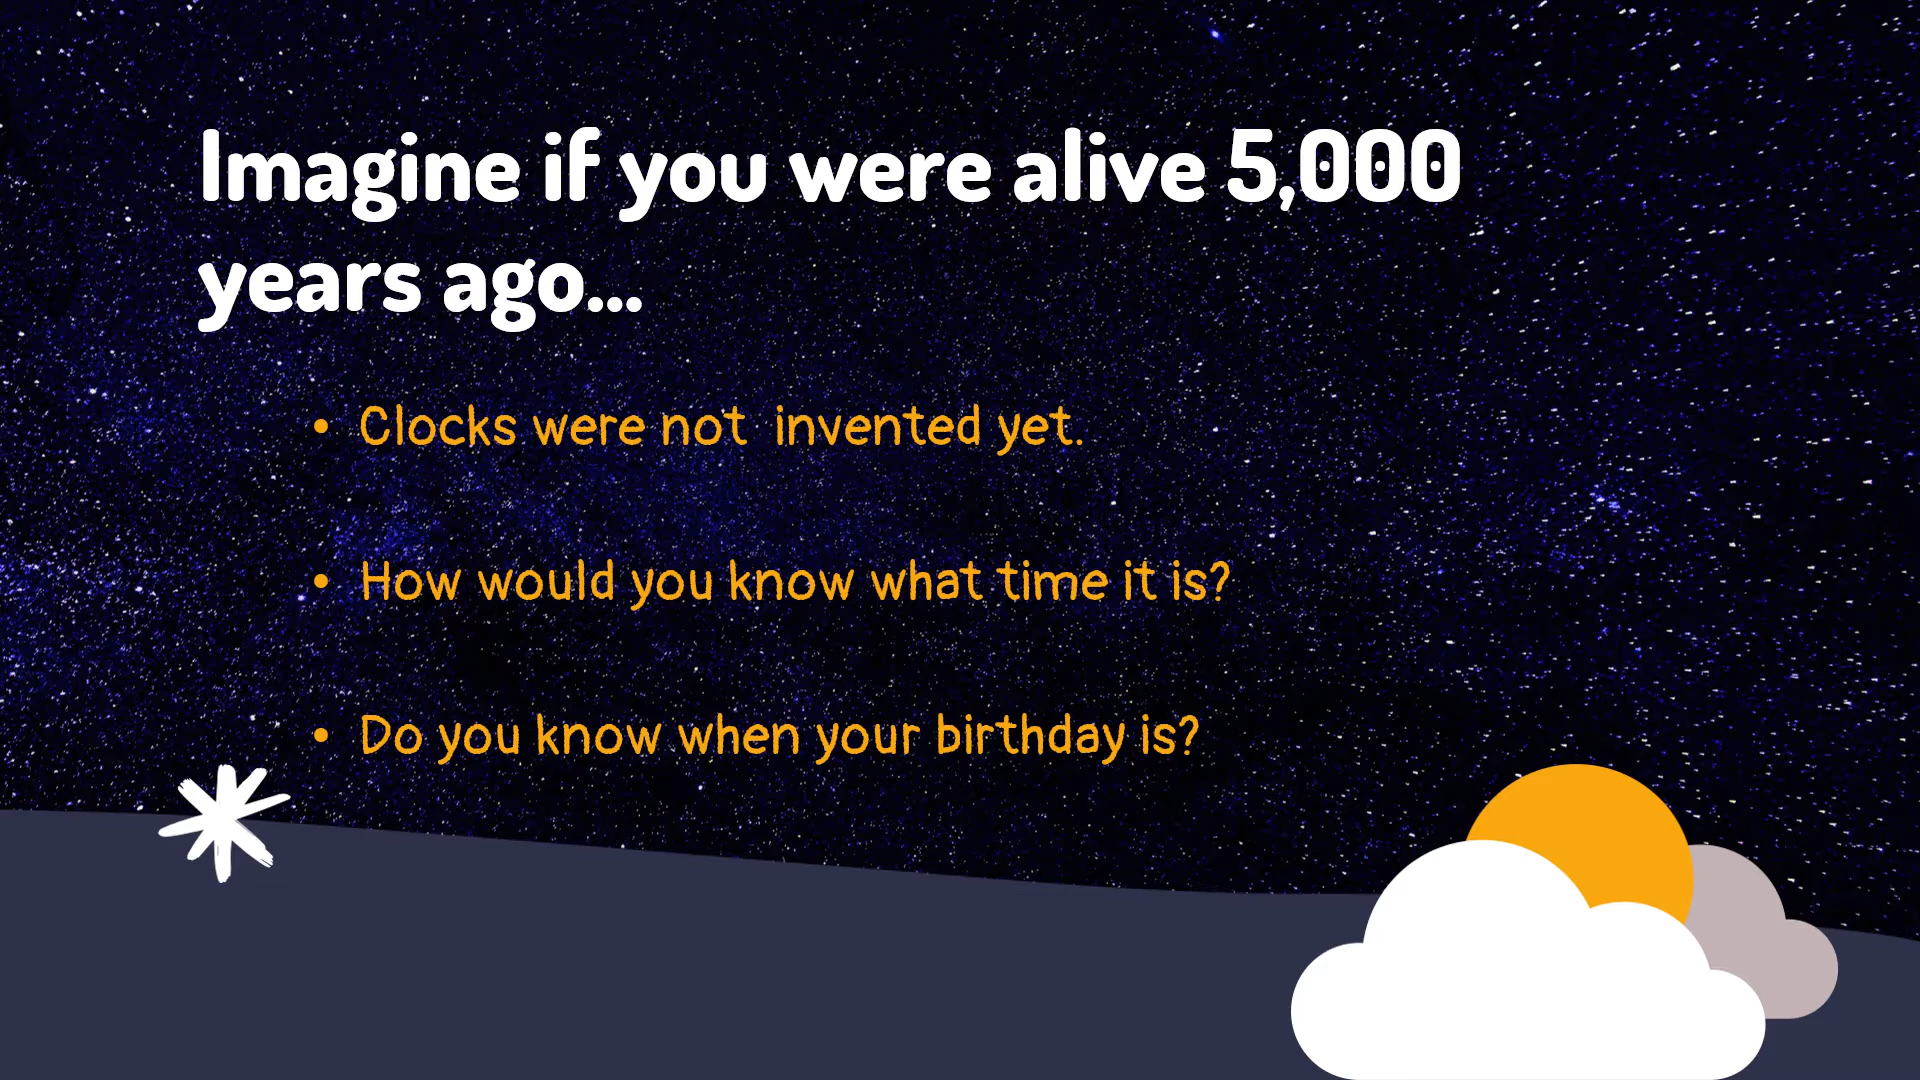 Imagine if you were alive 5,000
years ago...
• Clocks were not  invented yet.
• How would you know what time it is?
• Do you know when your birthday is?